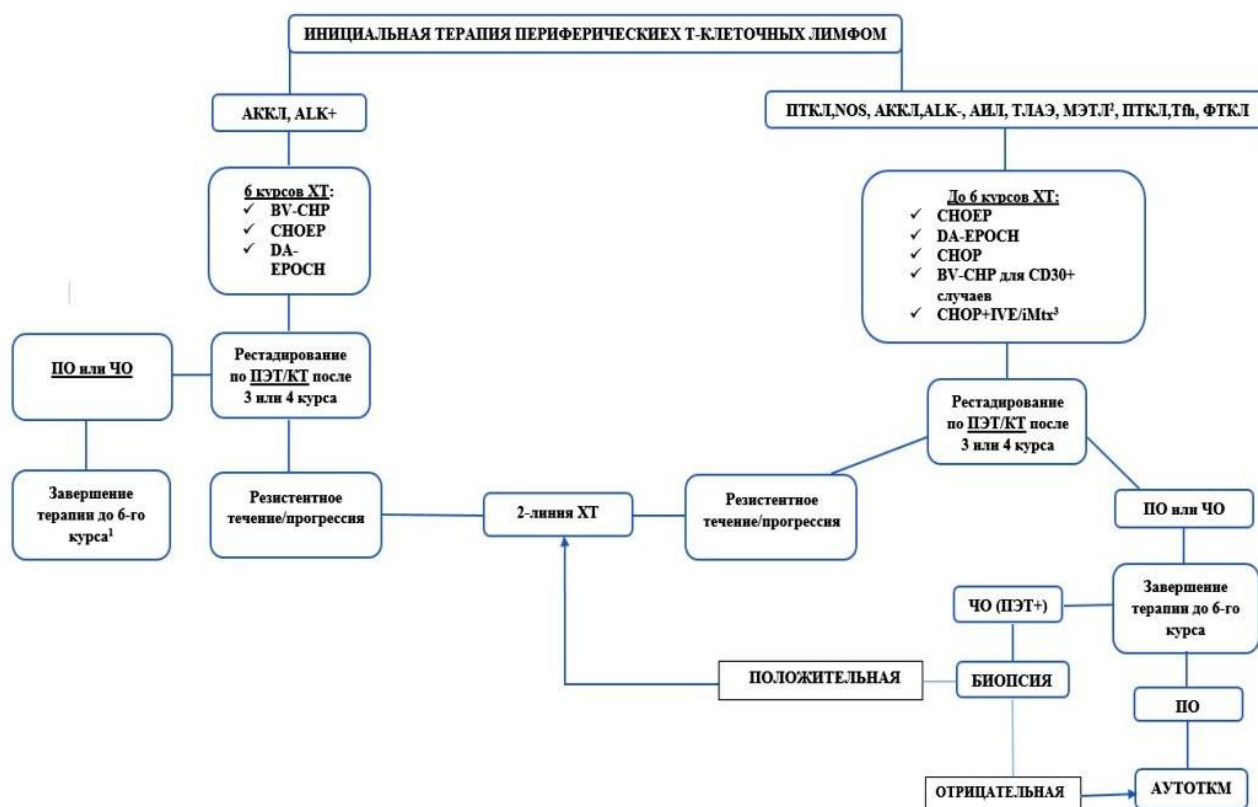 ИНИЦИАЛЬНАЯ ТЕРАПИЯ ПЕРИФЕРИЧЕСКИЕХ Т-КЛЕТОЧНЫХ ЛИМФОМ
АККЛ, ALK+
ПТКЛ,NOS, АККЛ,ALK-, АИЛ, ТЛАЭ, МЭТЛ², ПТКЛ,Tfh, ФТКЛ
6 курсов ХТ:
✓ BV-CHP
✓ CHOEP
✓ DA-
EPOCH
До 6 курсов ХТ:
✓ CHOEP
✓ DA-EPOCH
✓ CHOP
✓ BV-CHP для CD30+
случаев
✓ CHOP+IVE/iMtx³
ПО или ЧО
Рестадирование
по ПЭТ/КТ после
3 или 4 курса
Рестадирование
по ПЭТ/КТ после
3 или 4 курса
Завершение
терапии до 6-го
курса¹
Резистентное
течение/прогрессия
2-линия ХТ
Резистентное
течение/прогрессия
ПО или ЧО
ЧО (ПЭТ+)
Завершение
терапии до 6-го
курса
ПОЛОЖИТЕЛЬНАЯ
БИОПСИЯ
ПО
ОТРИЦАТЕЛЬНАЯ
АУТОТКМ